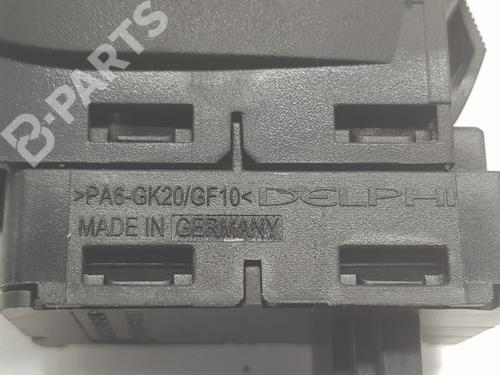 B-PARTS
>PA6-GK20/GF10< DELPHI
MADE IN GERMANY